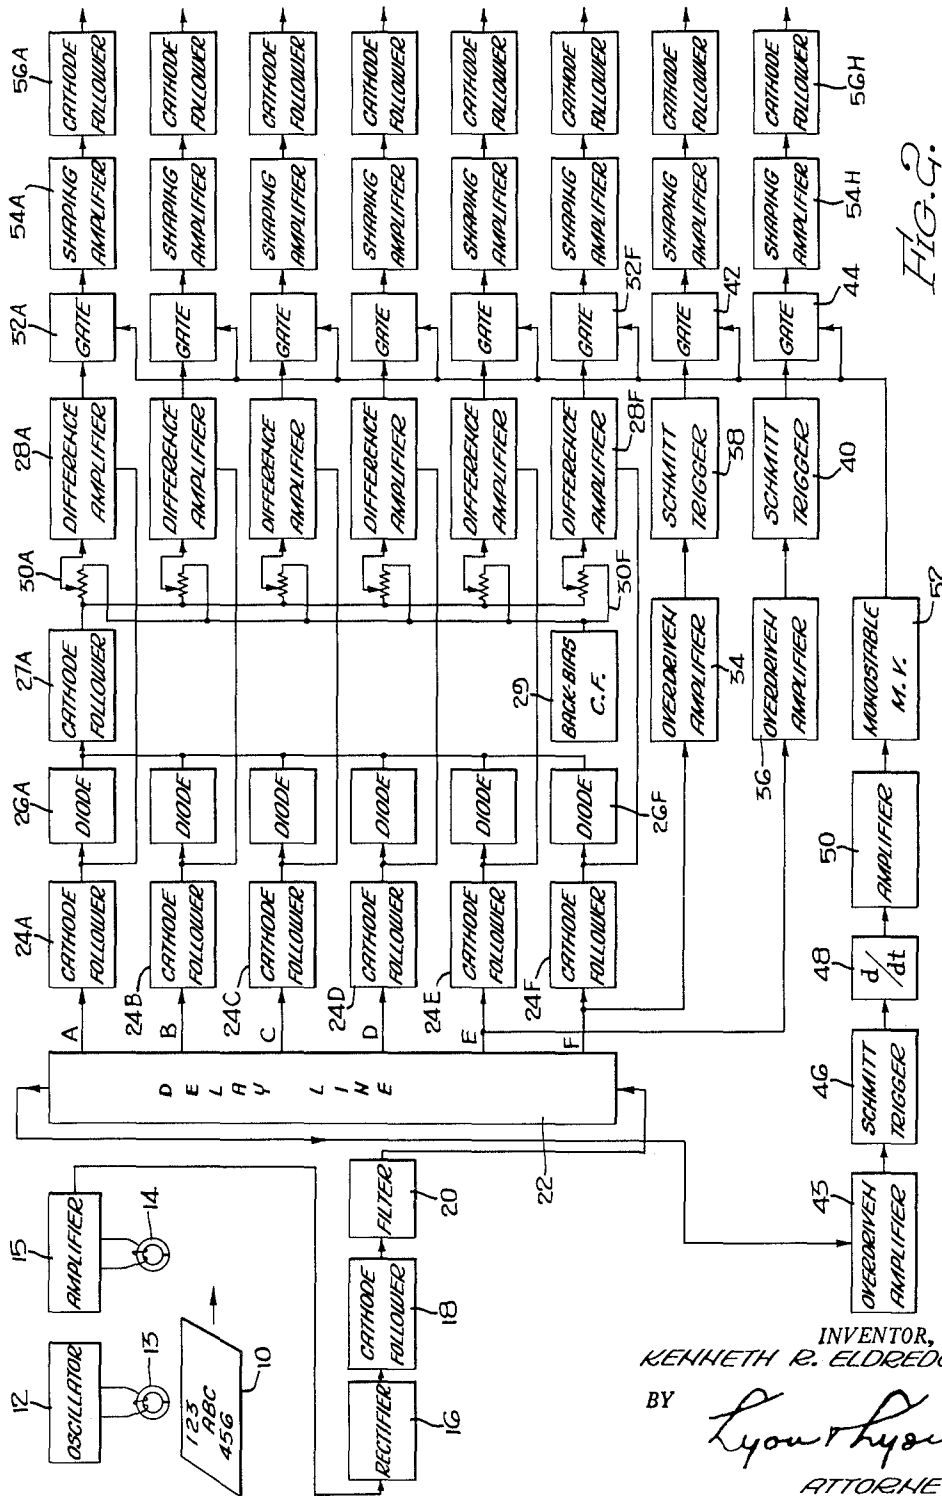 12
OSCILLATOR
13
15
AMPLIFIER
14
10
123
ABC
456
16
RECTIFIER
18
CATHODE
FOLLOWER
20
FILTER
22
DELAY LINE
A
B
C
D
E
F
24A
CATHODE
FOLLOWER
26A
DIODE
27A
CATHODE
FOLLOWER
30A
28A
DIFFERENCE
AMPLIFIER
32A
GATE
54A
SHAPING
AMPLIFIER
56A
CATHODE
FOLLOWER
24B
CATHODE
FOLLOWER
DIODE
DIFFERENCE
AMPLIFIER
GATE
SHAPING
AMPLIFIER
CATHODE
FOLLOWER
24C
CATHODE
FOLLOWER
DIODE
DIFFERENCE
AMPLIFIER
GATE
SHAPING
AMPLIFIER
CATHODE
FOLLOWER
24D
CATHODE
FOLLOWER
DIODE
DIFFERENCE
AMPLIFIER
GATE
SHAPING
AMPLIFIER
CATHODE
FOLLOWER
24E
CATHODE
FOLLOWER
DIODE
DIFFERENCE
AMPLIFIER
GATE
SHAPING
AMPLIFIER
CATHODE
FOLLOWER
24F
CATHODE
FOLLOWER
DIODE
26F
29
BACK-BIAS
C.F.
30F
DIFFERENCE
AMPLIFIER
28F
GATE
32F
SHAPING
AMPLIFIER
CATHODE
FOLLOWER
OVERDRIVEN
AMPLIFIER
34
SCHMITT
TRIGGER
38
GATE
42
SHAPING
AMPLIFIER
CATHODE
FOLLOWER
36
OVERDRIVEN
AMPLIFIER
SCHMITT
TRIGGER
40
GATE
44
SHAPING
AMPLIFIER
54H
CATHODE
FOLLOWER
56H
43
OVERDRIVEN
AMPLIFIER
46
SCHMITT
TRIGGER
48
d/dt
50
AMPLIFIER
MONOSTABLE
M.V.
52
FIG. 2.
INVENTOR,
KENNETH R. ELDREDG
BY
Lyon & Lyon
ATTORNE